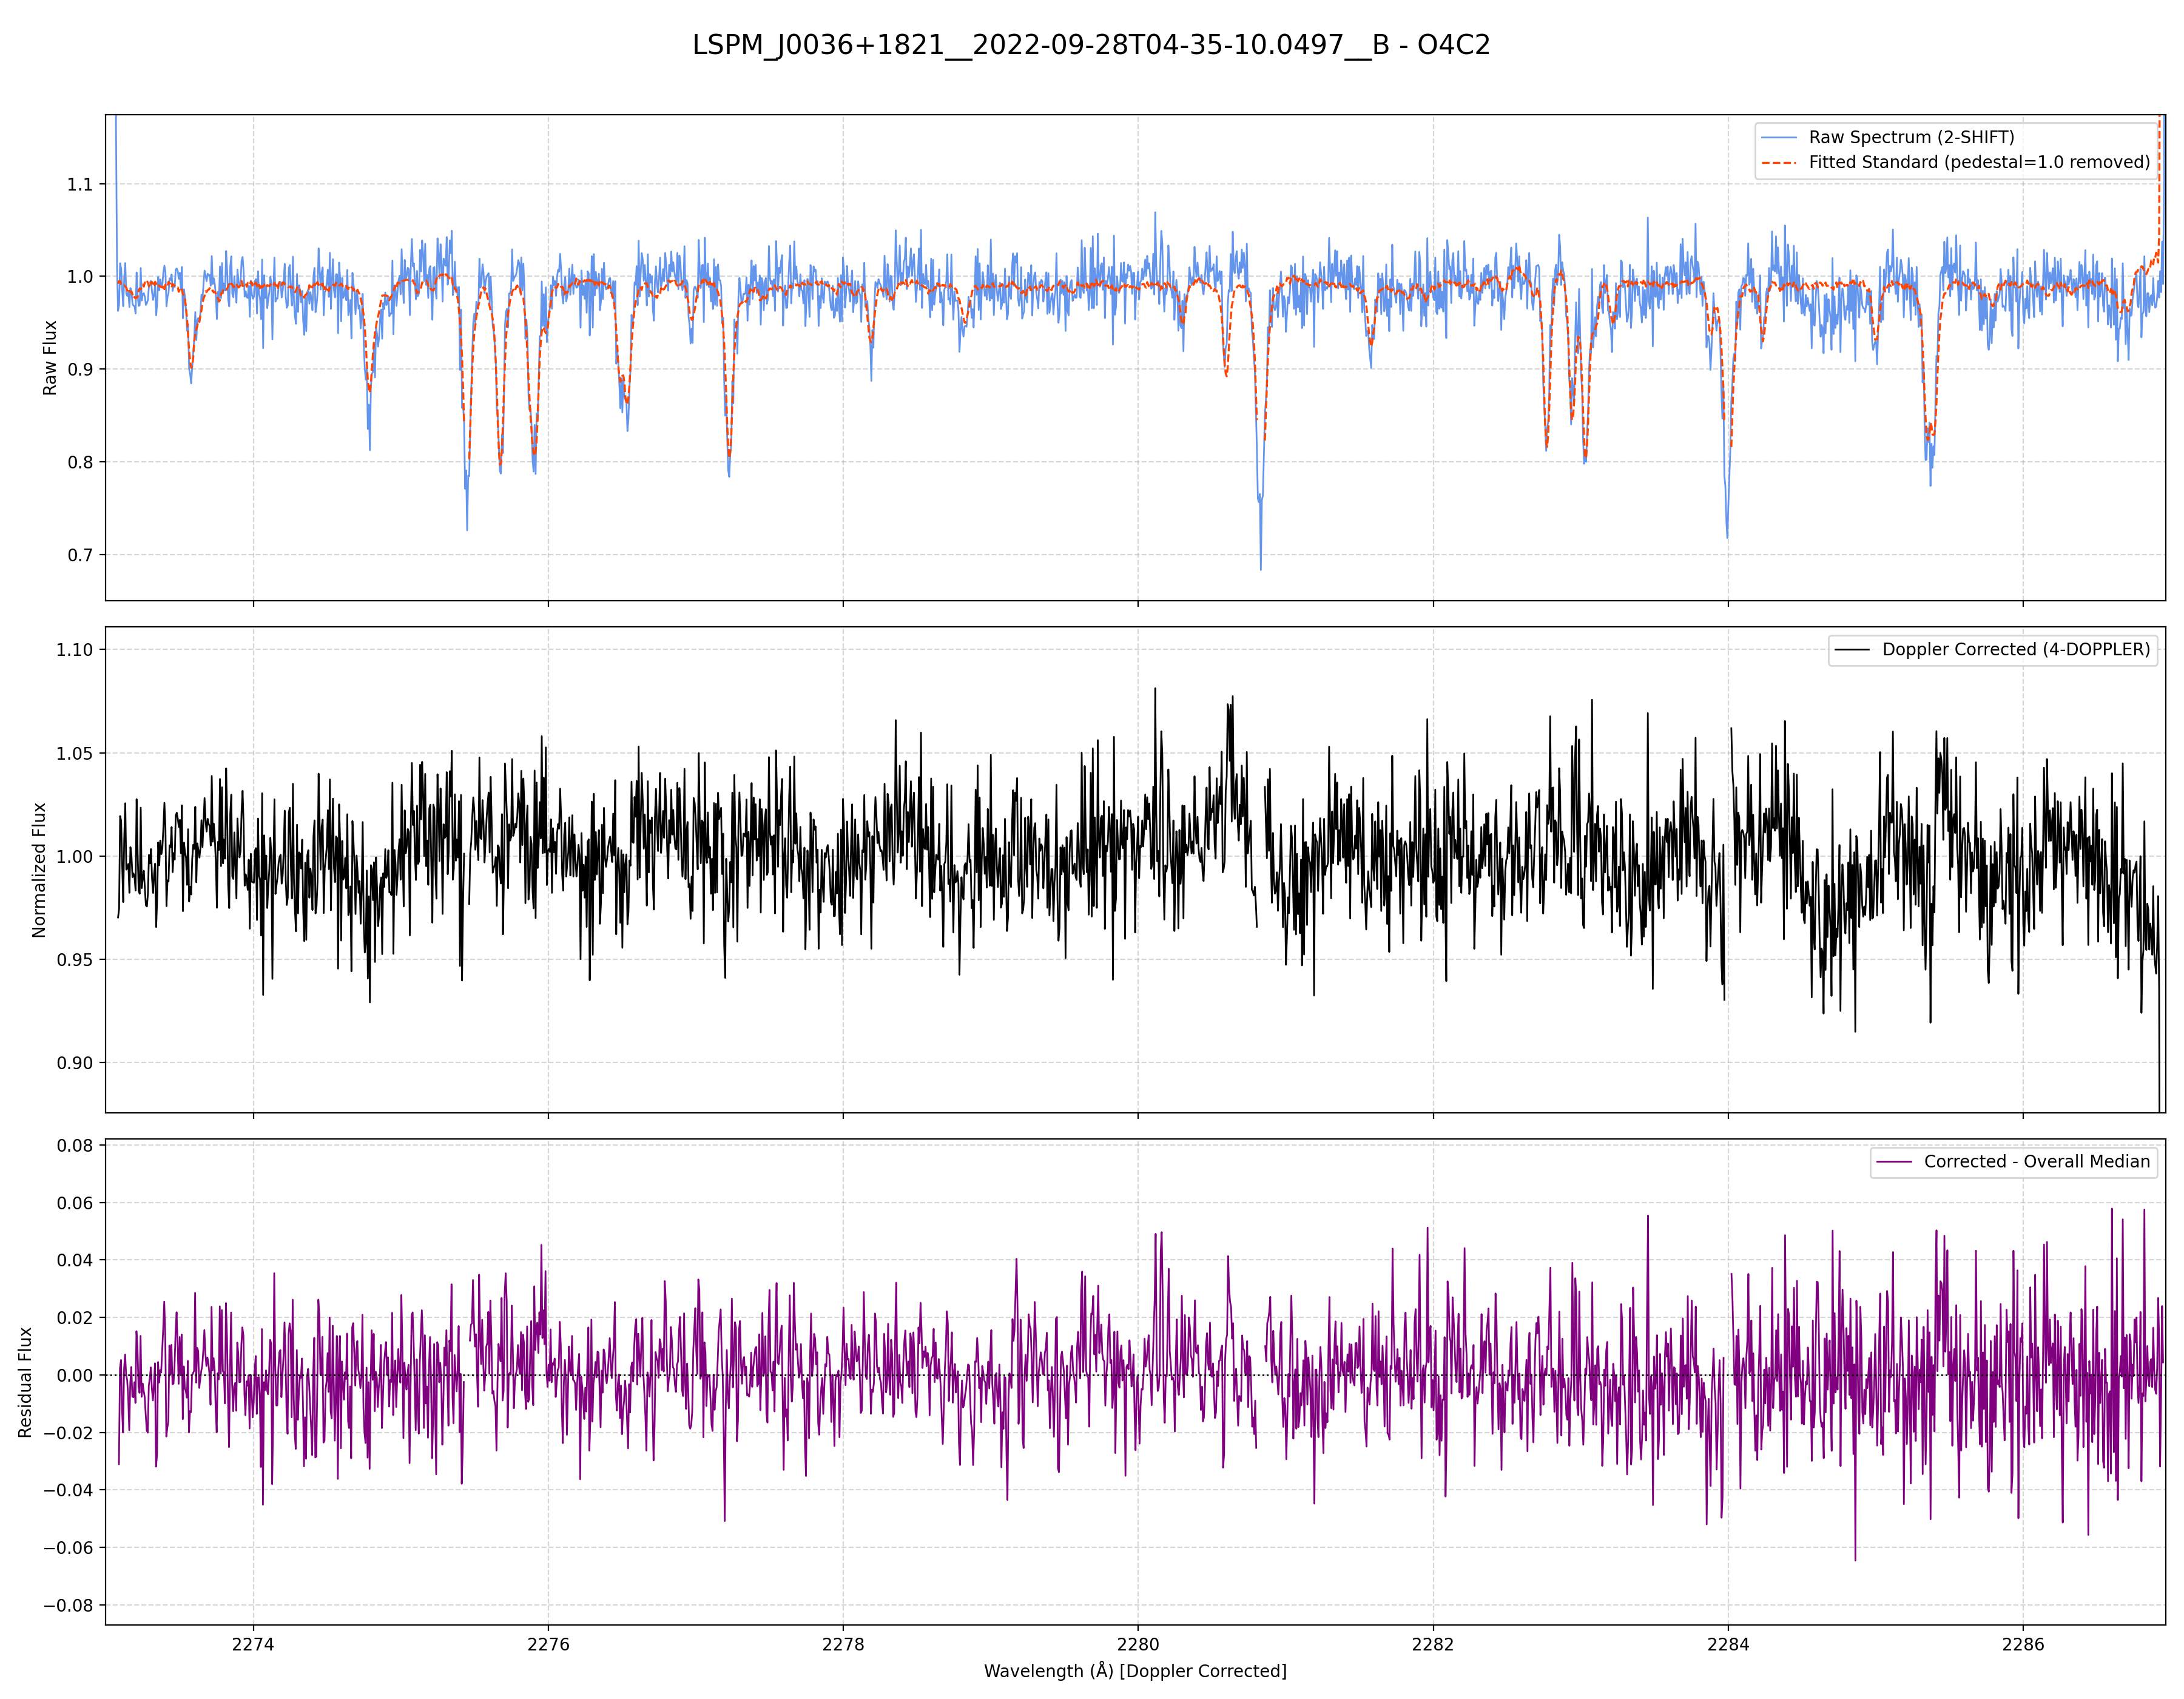 LSPM_J0036+1821__2022-09-28T04-35-10.0497__B - O4C2
Raw Spectrum (2-SHIFT)
Fitted Standard (pedestal=1.0 removed)
1.1
1.0
0.9
0.8
0.7
Raw Flux
Doppler Corrected (4-DOPPLER)
1.10
1.05
1.00
0.95
0.90
Normalized Flux
Corrected - Overall Median
0.08
0.06
0.04
0.02
0.00
−0.02
−0.04
−0.06
−0.08
Residual Flux
2274 2276 2278 2280 2282 2284 2286
Wavelength (Å) [Doppler Corrected]